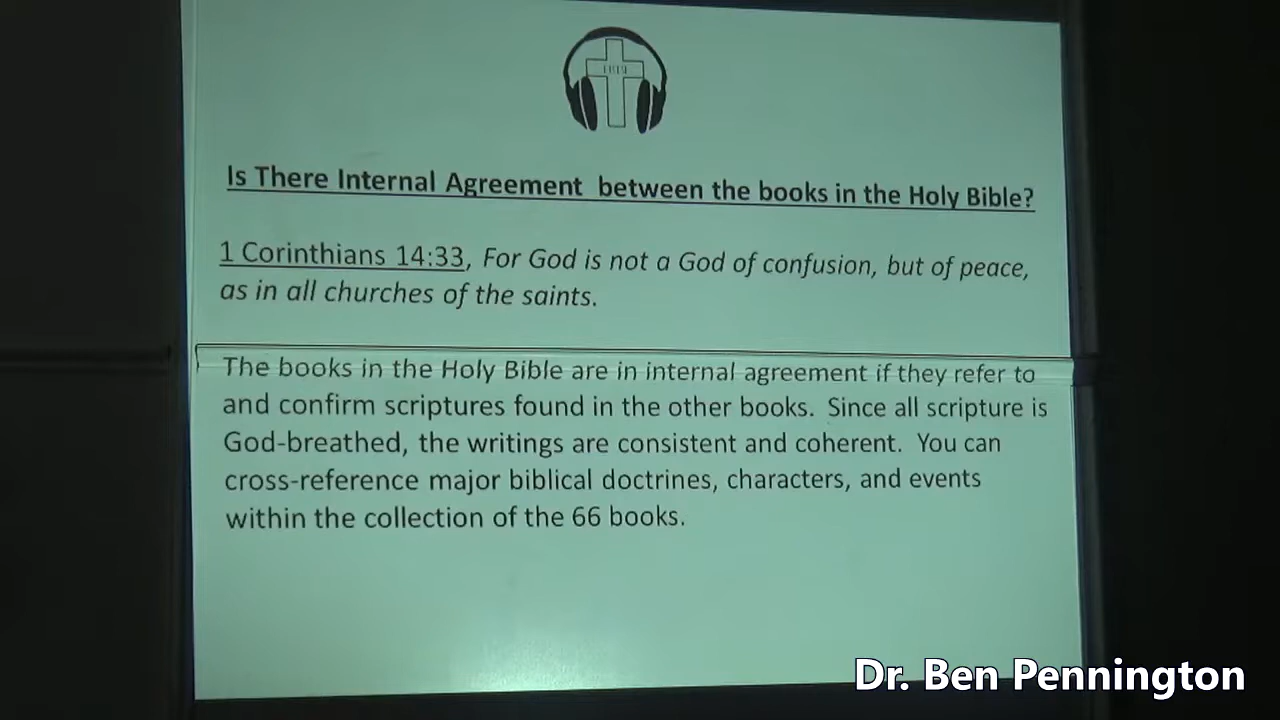 Is There Internal Agreement between the books in the Holy Bible?
1 Corinthians 14:33, For God is not a God of confusion, but of peace,
as in all churches of the saints.
The books in the Holy Bible are in internal agreement if they refer to
and confirm scriptures found in the other books. Since all scripture is
God-breathed, the writings are consistent and coherent. You can
cross-reference major biblical doctrines, characters, and events
within the collection of the 66 books.
Dr. Ben Pennington